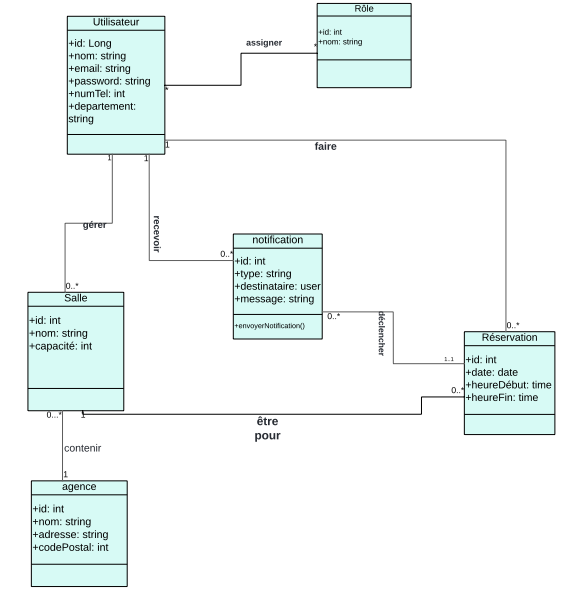 Utilisateur
+id: Long
+nom: string
+email: string
+password: string
+numTel: int
+departement:
string
Rôle
+id: int
+nom: string
assigner
*
*
1
faire
0..*
1
gérer
0..*
1
recevoir
0..*
notification
+id: int
+type: string
+destinataire: user
+message: string
+envoyerNotification()
0..*
déclencher
1..1
Salle
+id: int
+nom: string
+capacité: int
Réservation
+id: int
+date: date
+heureDébut: time
+heureFin: time
0..*
1
être
pour
0...*
contenir
1
agence
+id: int
+nom: string
+adresse: string
+codePostal: int